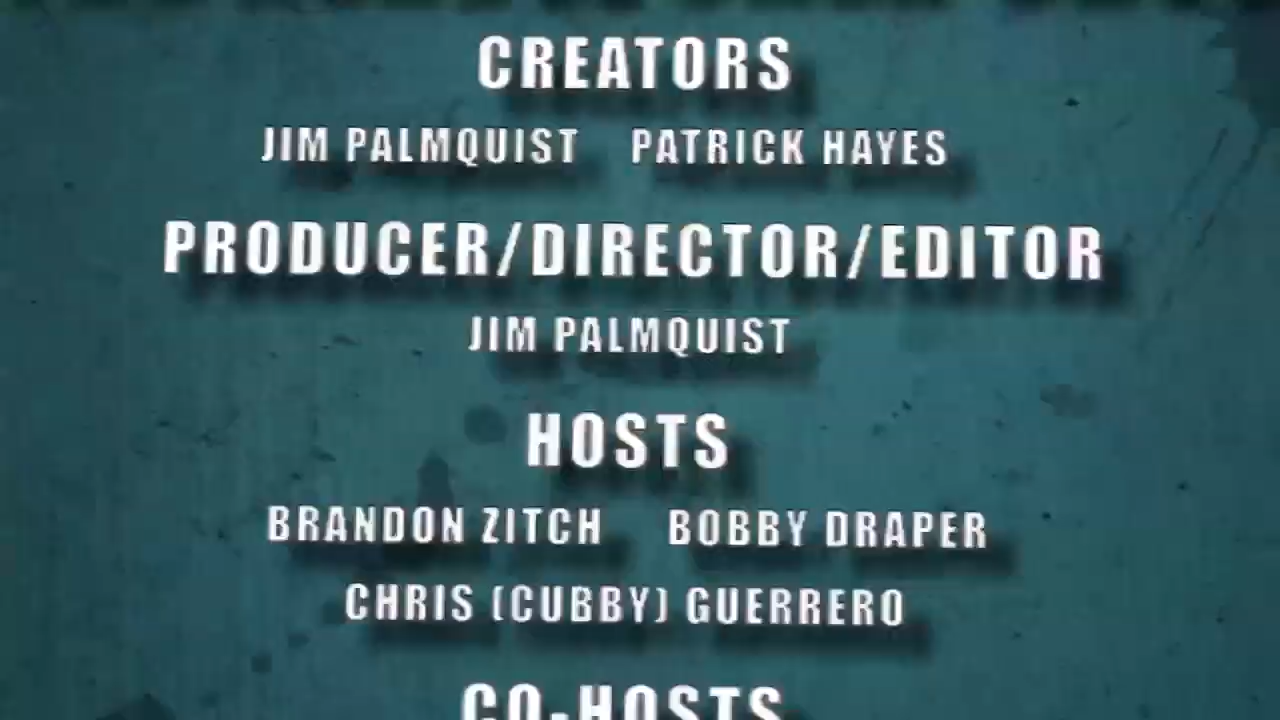 CREATORS
JIM PALMQUIST PATRICK HAYES
PRODUCER/DIRECTOR/EDITOR
JIM PALMQUIST
HOSTS
BRANDON ZITCH BOBBY DRAPER
CHRIS (CUBBY) GUERRERO
CO-HOSTS